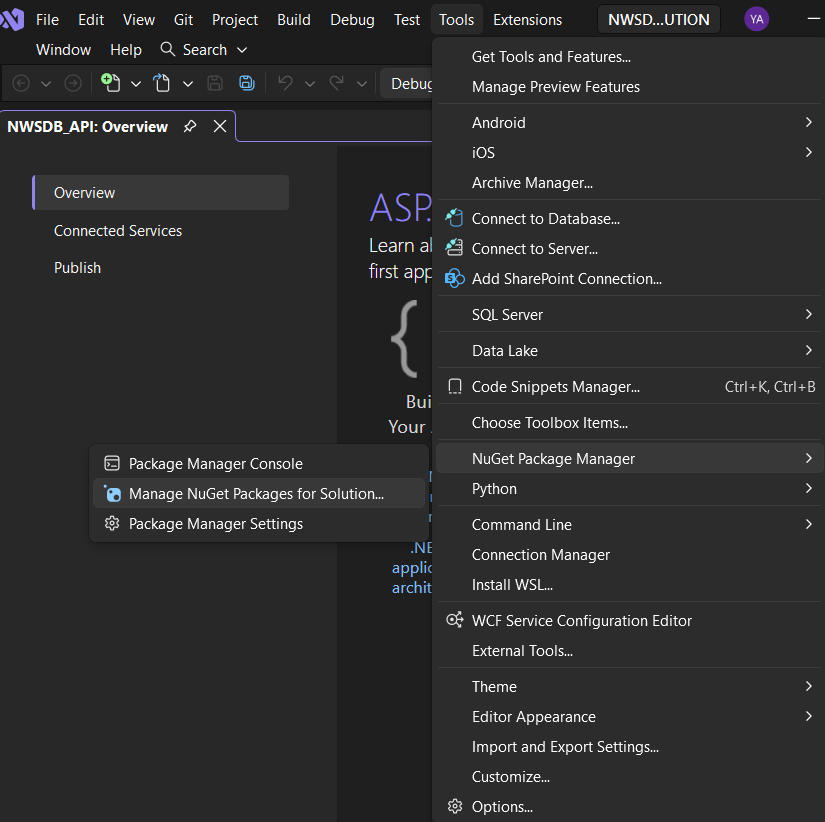 File Edit View Git Project Build Debug Test Tools Extensions NWSD...UTION YA
Window Help Search
Debug
NWSDB_API: Overview
Overview
Connected Services
Publish
ASP.
Learn
first app
{
Bui
Your
.NE
applic
archit
Package Manager Console
Manage NuGet Packages for Solution...
Package Manager Settings
Get Tools and Features...
Manage Preview Features
Android
iOS
Archive Manager...
Connect to Database...
Connect to Server...
Add SharePoint Connection...
SQL Server
Data Lake
Code Snippets Manager... Ctrl+K, Ctrl+B
Choose Toolbox Items...
NuGet Package Manager
Python
Command Line
Connection Manager
Install WSL...
WCF Service Configuration Editor
External Tools...
Theme
Editor Appearance
Import and Export Settings...
Customize...
Options...